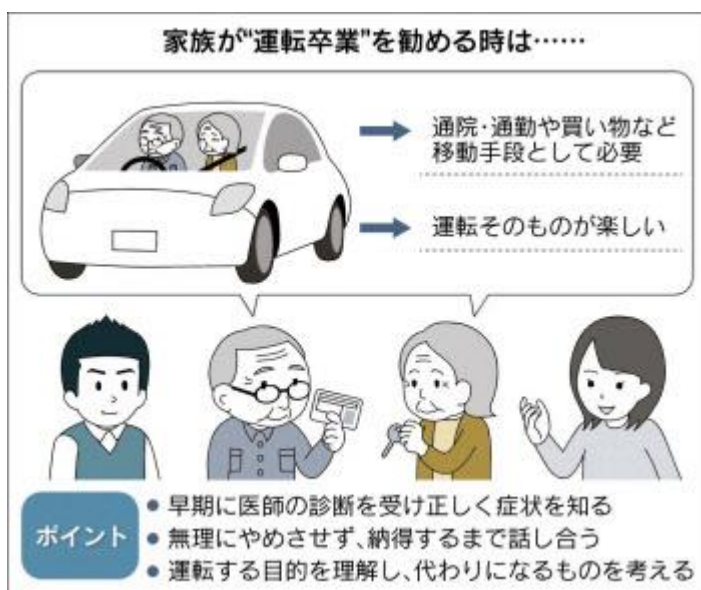 家族が“運転卒業”を勧める時は……
通院・通勤や買い物など
移動手段として必要
運転そのものが楽しい
ポイント
● 早期に医師の診断を受け正しく症状を知る
● 無理にやめさせず、納得するまで話し合う
● 運転する目的を理解し、代わりになるものを考える